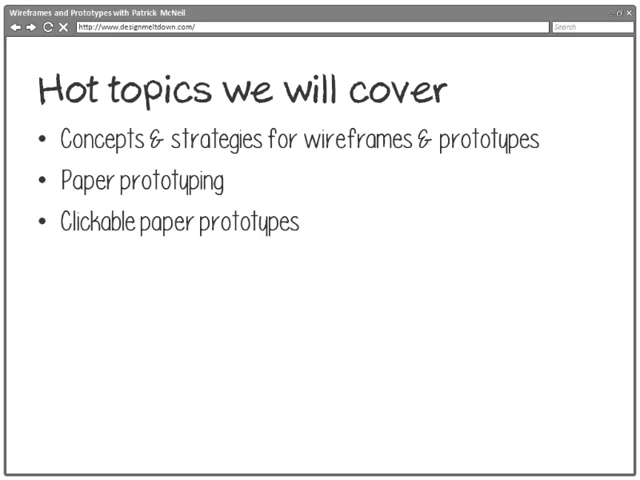 Wireframes and Prototypes with Patrick McNeil
http://www.designmeltdown.com/
Search
Hot topics we will cover
• Concepts & strategies for wireframes & prototypes
• Paper prototyping
• Clickable paper prototypes